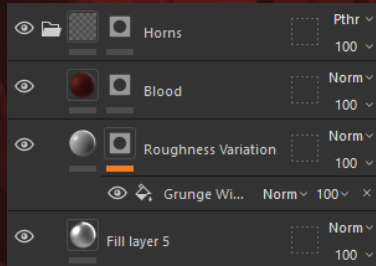 Pthr
Horns
100
Norm
Blood
100
Norm
Roughness Variation
100
Grunge Wi... Norm 100 ×
Norm
Fill layer 5
100